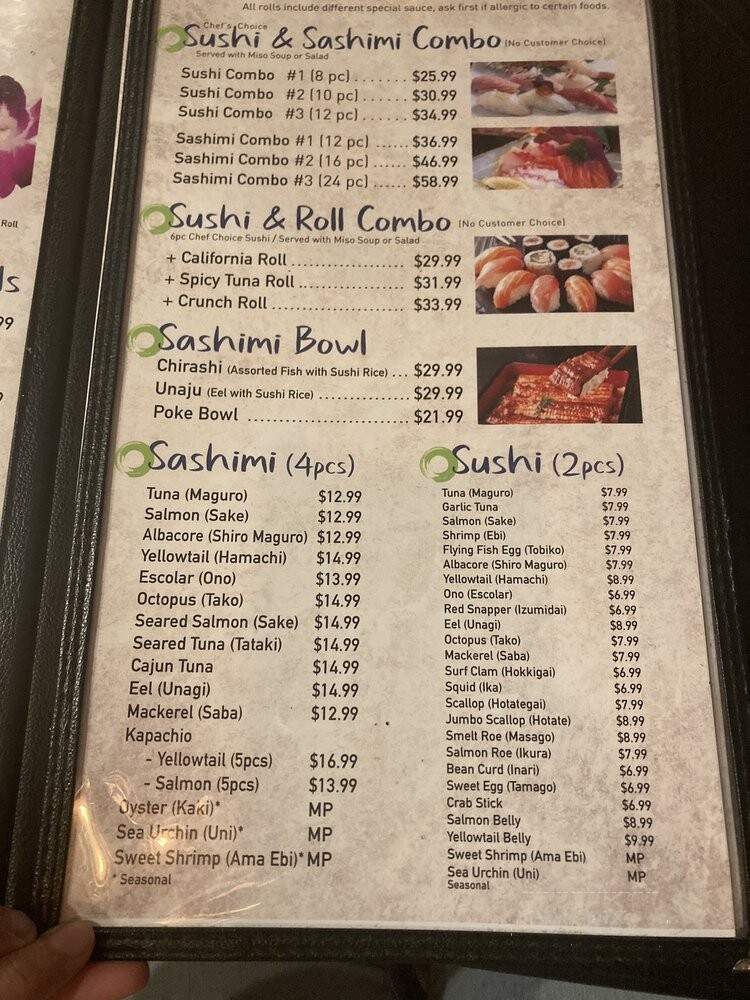 All rolls include different special sauce, ask first if allergic to certain foods.
Chef's Choice
Sushi & Sashimi Combo (No Customer Choice)
Served with Miso Soup or Salad
Sushi Combo #1 (8 pc)....... $25.99
Sushi Combo #2 (10 pc)...... $30.99
Sushi Combo #3 (12 pc)...... $34.99
Sashimi Combo #1 (12 pc) ...... $36.99
Sashimi Combo #2 (16 pc) ...... $46.99
Sashimi Combo #3 (24 pc) ...... $58.99
Sushi & Roll Combo (No Customer Choice)
6pc Chef Choice Sushi / Served with Miso Soup or Salad
+ California Roll ...................... $29.99
+ Spicy Tuna Roll .................... $31.99
+ Crunch Roll ......................... $33.99
Sashimi Bowl
Chirashi (Assorted Fish with Sushi Rice) ... $29.99
Unaju (Eel with Sushi Rice) ................. $29.99
Poke Bowl ............................. $21.99
Sashimi (4pcs)
Tuna (Maguro) $12.99
Salmon (Sake) $12.99
Albacore (Shiro Maguro) $12.99
Yellowtail (Hamachi) $14.99
Escolar (Ono) $13.99
Octopus (Tako) $14.99
Seared Salmon (Sake) $14.99
Seared Tuna (Tataki) $14.99
Cajun Tuna $14.99
Eel (Unagi) $14.99
Mackerel (Saba) $12.99
Kapachio
- Yellowtail (5pcs) $16.99
- Salmon (5pcs) $13.99
Oyster (Kaki)* MP
Sea Urchin (Uni)* MP
Sweet Shrimp (Ama Ebi)* MP
* Seasonal
Sushi (2pcs)
Tuna (Maguro) $7.99
Garlic Tuna $7.99
Salmon (Sake) $7.99
Shrimp (Ebi) $7.99
Flying Fish Egg (Tobiko) $7.99
Albacore (Shiro Maguro) $7.99
Yellowtail (Hamachi) $8.99
Ono (Escolar) $6.99
Red Snapper (Izumidai) $6.99
Eel (Unagi) $8.99
Octopus (Tako) $7.99
Mackerel (Saba) $7.99
Surf Clam (Hokkigai) $6.99
Squid (Ika) $6.99
Scallop (Hotategai) $7.99
Jumbo Scallop (Hotate) $8.99
Smelt Roe (Masago) $8.99
Salmon Roe (Ikura) $7.99
Bean Curd (Inari) $6.99
Sweet Egg (Tamago) $6.99
Crab Stick $6.99
Salmon Belly $8.99
Yellowtail Belly $9.99
Sweet Shrimp (Ama Ebi) MP
Sea Urchin (Uni) MP
Seasonal
Roll
ls
99